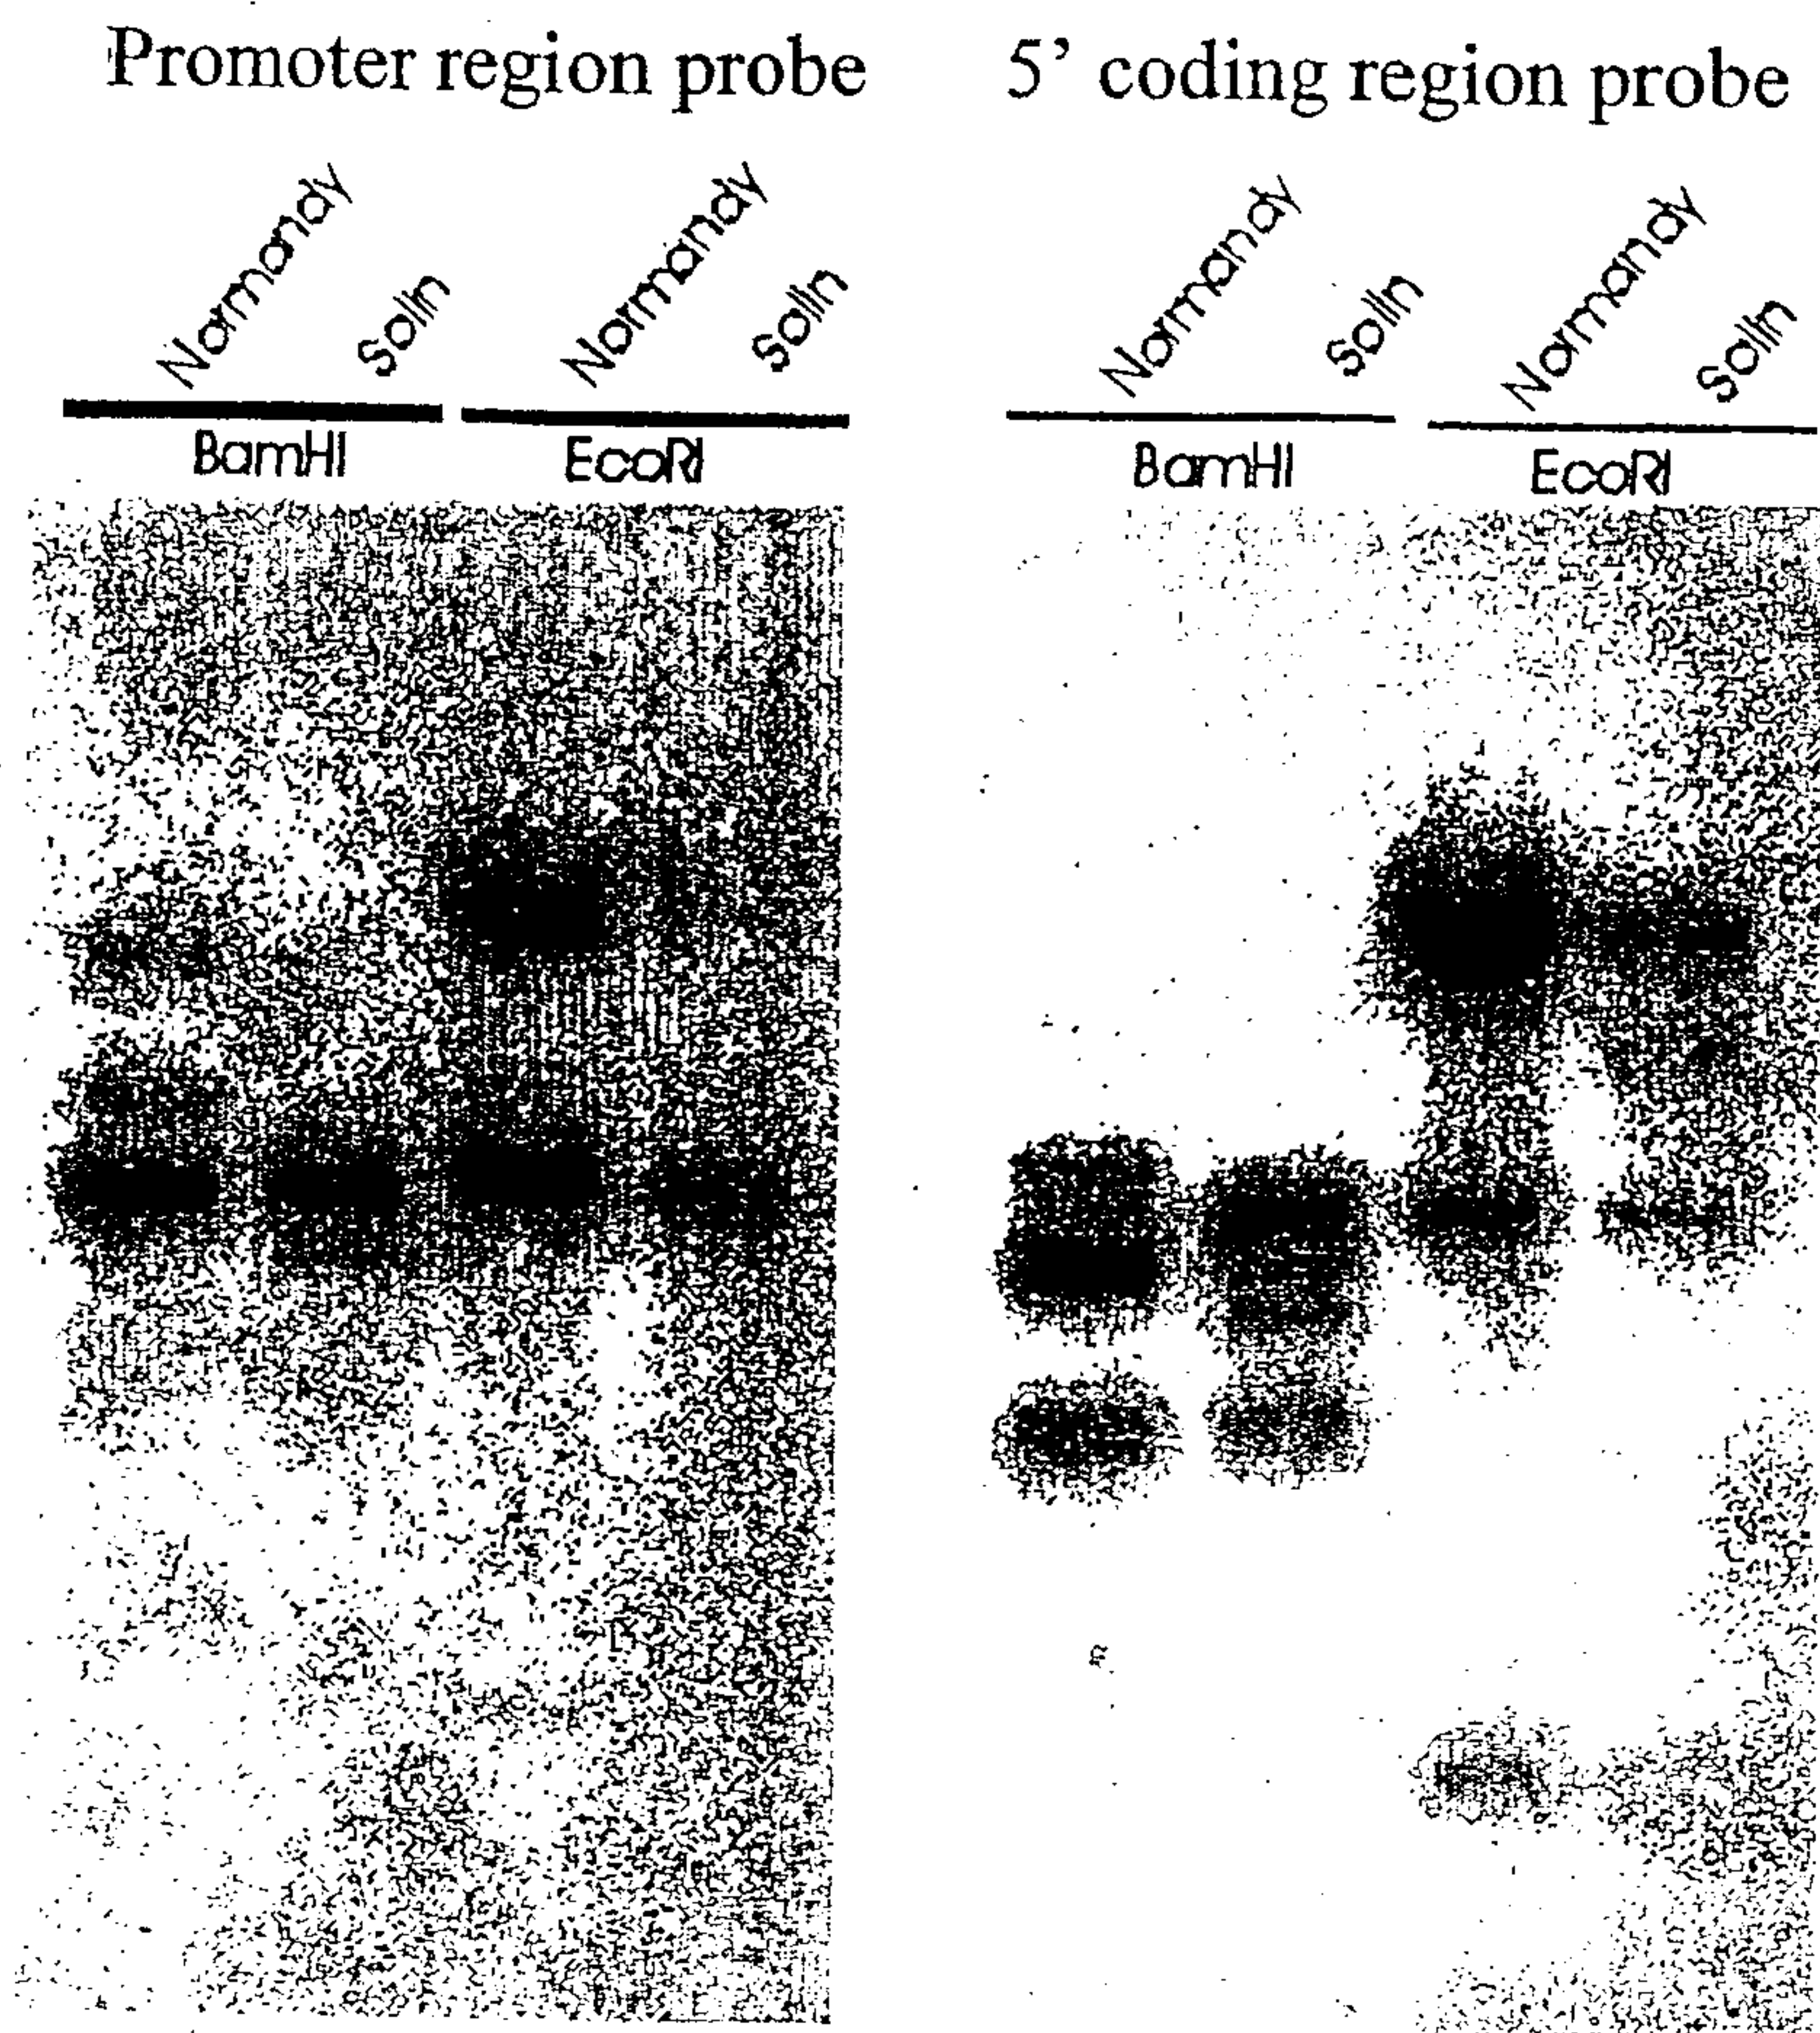 Promoter region probe
5’ coding region probe
Normandy
Solin
Normandy
Solin
Normandy
Solin
Normandy
Solin
BamHI
EcoRI
BamHI
EcoRI